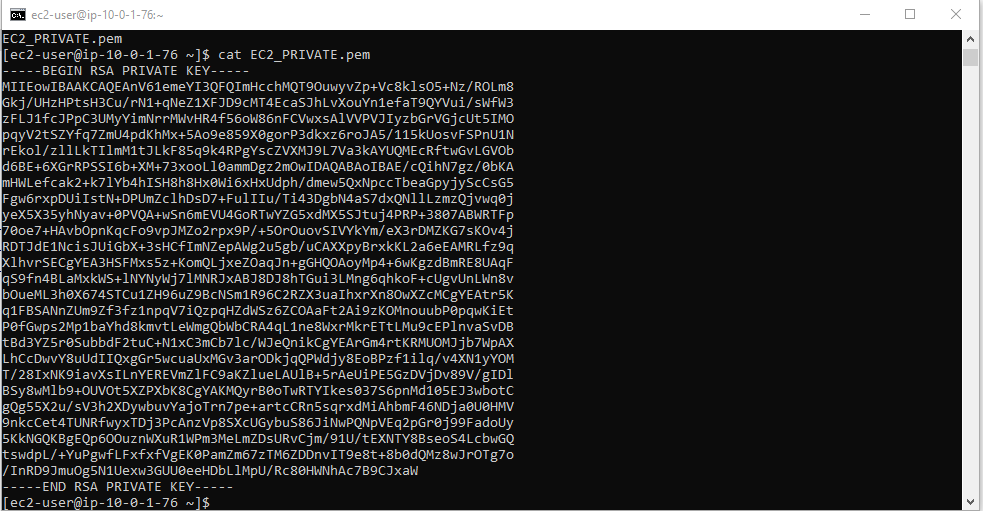 ec2-user@ip-10-0-1-76:~
EC2_PRIVATE.pem
[ec2-user@ip-10-0-1-76 ~]$ cat EC2_PRIVATE.pem
-----BEGIN RSA PRIVATE KEY-----
MIIEowIBAAKCAQEAnV61emeYI3QFQImHcchMQT9OuwyvZp+Vc8klsO5+Nz/ROLm8
Gkj/UHzHPtsH3Cu/rN1+qNeZ1XFJD9cMT4EcaSJhLvXouYn1efaT9QYVui/sWfW3
zFLJ1fcJPpC3UMyYimNrrMWvHR4f56oW86nFCVwxsAlVVPVJIyzbGrVGjcUt5IMO
pqyV2tSZYfq7ZmU4pdKhMx+5Ao9e859X0gorP3dkxz6roJA5/115kUosvFSPnU1N
rEkol/zllLkTIlmM1tJLkF85q9k4RPgYscZVXMJ9L7Va3kAYUQMEcRftwGvLGVOb
d6BE+6XGrRPSSI6b+XM+73xooLl0ammDgz2mOwIDAQABAoIBAE/cQihN7gz/0bKA
mHWLefcak2+k7lYb4hISH8h8Hx0Wi6xHxUdph/dmew5QxNpccTbeaGpyjyScCsG5
Fgw6rxpDUiIstN+DPUmZclhDsD7+FulIIu/Ti43DgbN4aS7dxQNllLzmzQjvwq0j
yeX5X35yhNyav+0PVQA+wSn6mEVU4GoRTwYZG5xdMX5SJtuj4PRP+3807ABWRTFp
70oe7+HAvbOpnKqcFo9vpJMZo2rpx9P/+5OrOuovSIVYkYm/eX3rDMZKG7sKOv4j
RDTJdE1NcisJUiGbX+3sHCfImNZepAWg2u5gb/uCAXXpyBrxkKL2a6eEAMRLfz9q
XlhvrSECgYEA3HSFMxs5z+KomQLjxeZOaqJn+gGHQOAoyMp4+6wKgzdBmRE8UAqF
qS9fn4BLaMxkWS+lNYNyWj7lMNRJxABJ8DJ8hTGui3LMng6qhkoF+cUgvUnLWn8v
bOueML3h0X674STCu1ZH96uZ9BcNSm1R96C2RZX3uaIhxrXn8OwXZcMCgYEAtr5K
q1FBSANnZUm9Zf3fz1npqV7iQzpqHZdWSz6ZCOAaFt2Ai9zKOMnouubP0pqwKiEt
P0fGwps2Mp1baYhd8kmvtLeWmgQbWbCRA4qL1ne8WxrMkrETtLMu9cEPlnvaSvDB
tBd3YZ5r0SubbdF2tuC+N1xC3mCb7lc/WJeQnikCgYEArGm4rtKRMUOMJjb7WpAX
LhCcDwvY8uUdIIQxgGr5wcuaUxMGv3arODkjqQPWdjy8EoBPzf1ilq/v4XN1yYOM
T/28IxNK9iavXsILnYEREVmZlFC9aKZlueLAUlB+5rAeUiPE5GzDVjDv89V/gIDl
BSy8wMlb9+OUVOt5XZPXbK8CgYAKMQyrB0oTwRTYIkes037S6pnMd105EJ3wbotC
gQg55X2u/sV3h2XDywbuvYajoTrn7pe+artcCRn5sqrxdMiAhbmF46NDja0U0HMV
9nkcCet4TUNRfwyxTDj3PcAnzVp8SXcUGybuS86JiNwPQNpVEq2pGr0j99FadoUy
5KkNGQKBgEQp6OOuznWXuR1WPm3MeLmZDsURvCjm/91U/tEXNTY8BseoS4LcbwGQ
tswdpL/+YuPgwfLFxfxfVgEK0PamZm67zTM6ZDDnvIT9e8t+8b0dQMz8wJrOTg7o
/InRD9JmuOg5N1Uexw3GUU0eeHDbLlMpU/Rc80HWNhAc7B9CJxaW
-----END RSA PRIVATE KEY-----
[ec2-user@ip-10-0-1-76 ~]$